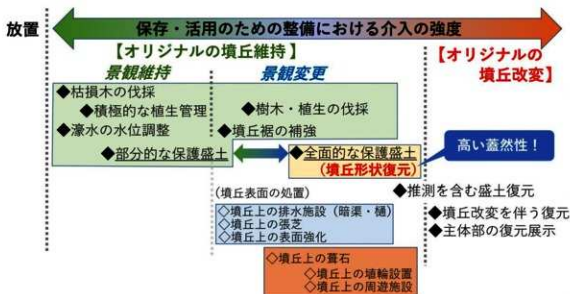 放置
保存・活用のための整備における介入の強度
【オリジナルの墳丘維持】
【オリジナルの
墳丘改変】
景観維持
景観変更
◆枯損木の伐採
◆積極的な植生管理
◆濠水の水位調整
◆部分的な保護盛土
◆樹木・植生の伐採
◆墳丘裾の補強
◆全面的な保護盛土
(墳丘形状復元)
高い蓋然性！
(墳丘表面の処置)
◇墳丘上の排水施設（暗渠・樋）
◇墳丘上の張芝
◇墳丘上の表面強化
◇墳丘上の葺石
◇墳丘上の埴輪設置
◇墳丘上の周遊施設
◆推測を含む盛土復元
◆墳丘改変を伴う復元
◆主体部の復元展示